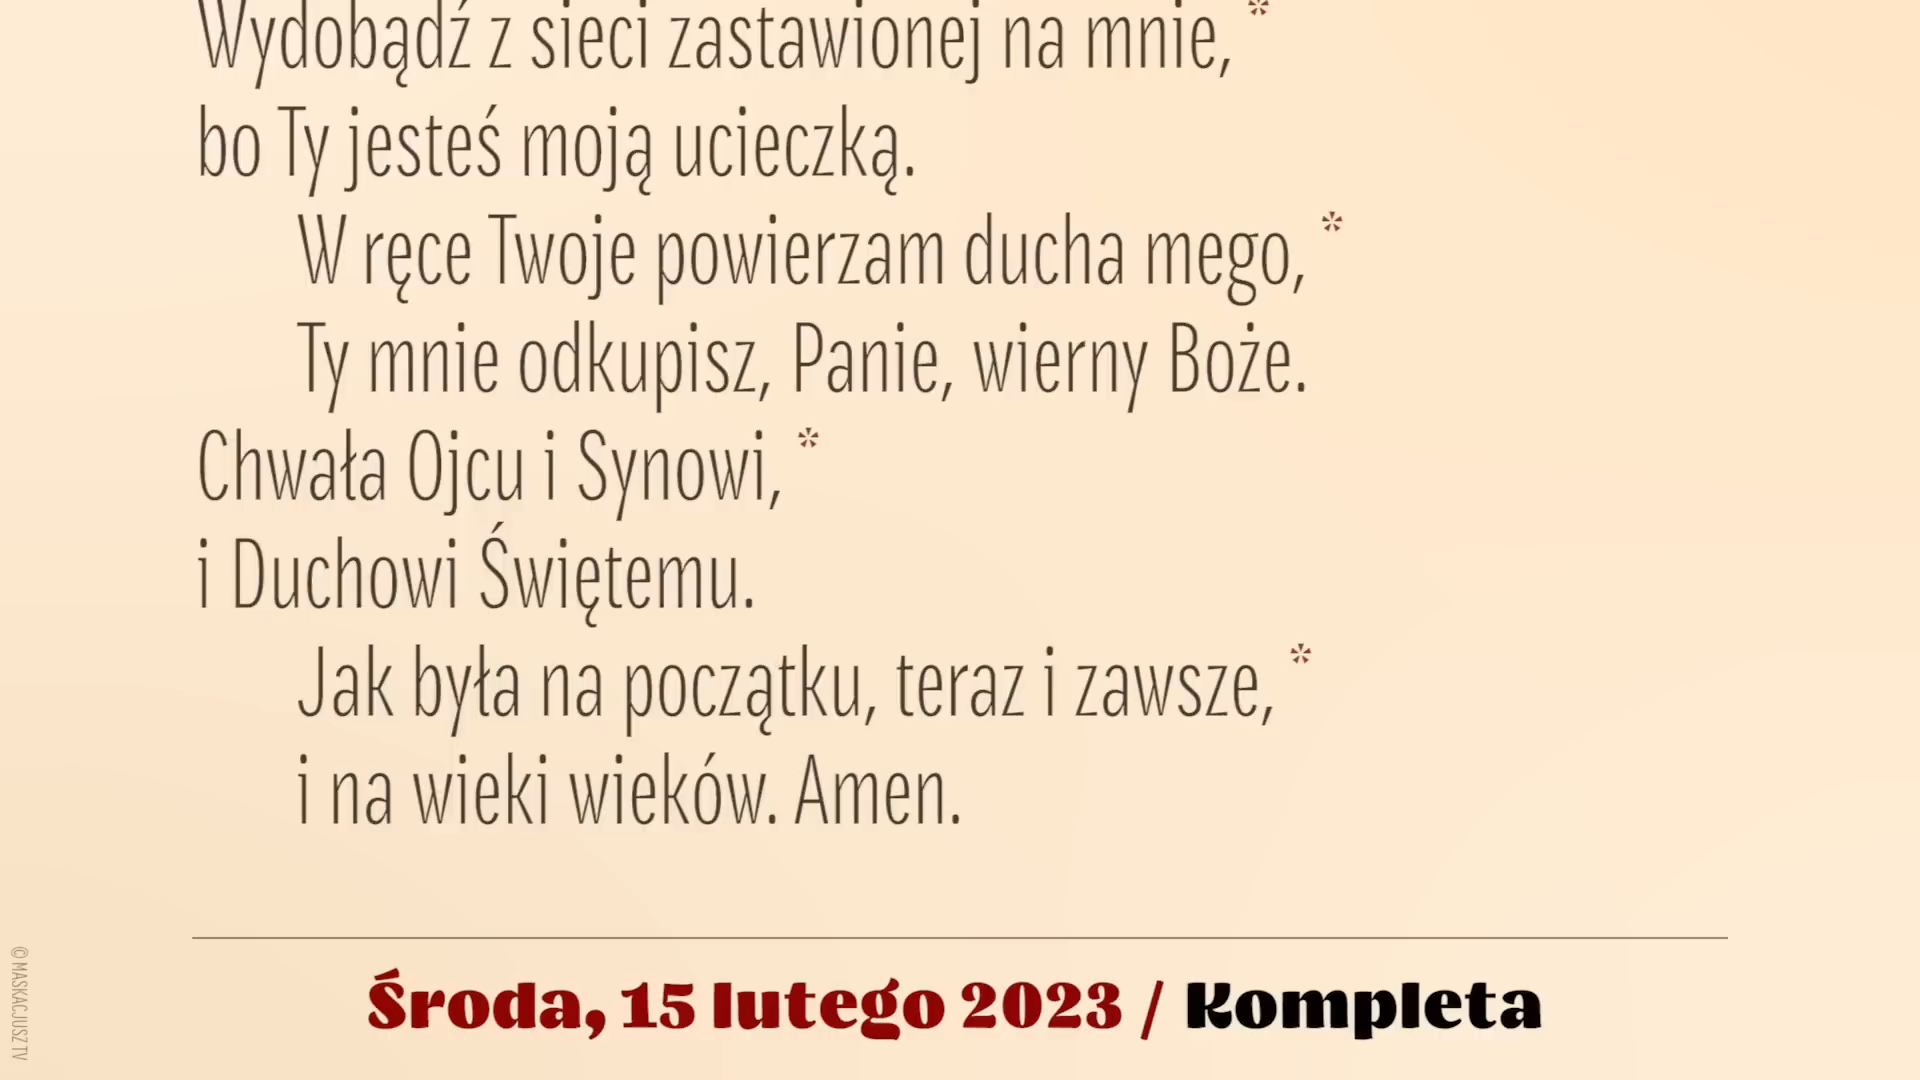 Wydobądź z sieci zastawionej na mnie, *
bo Ty jesteś moją ucieczką.
W ręce Twoje powierzam ducha mego, *
Ty mnie odkupisz, Panie, wierny Boże.
Chwała Ojcu i Synowi, *
i Duchowi Świętemu.
Jak była na początku, teraz i zawsze, *
i na wieki wieków. Amen.
Środa, 15 lutego 2023 / Kompleta
© MASKACJUSZ TV